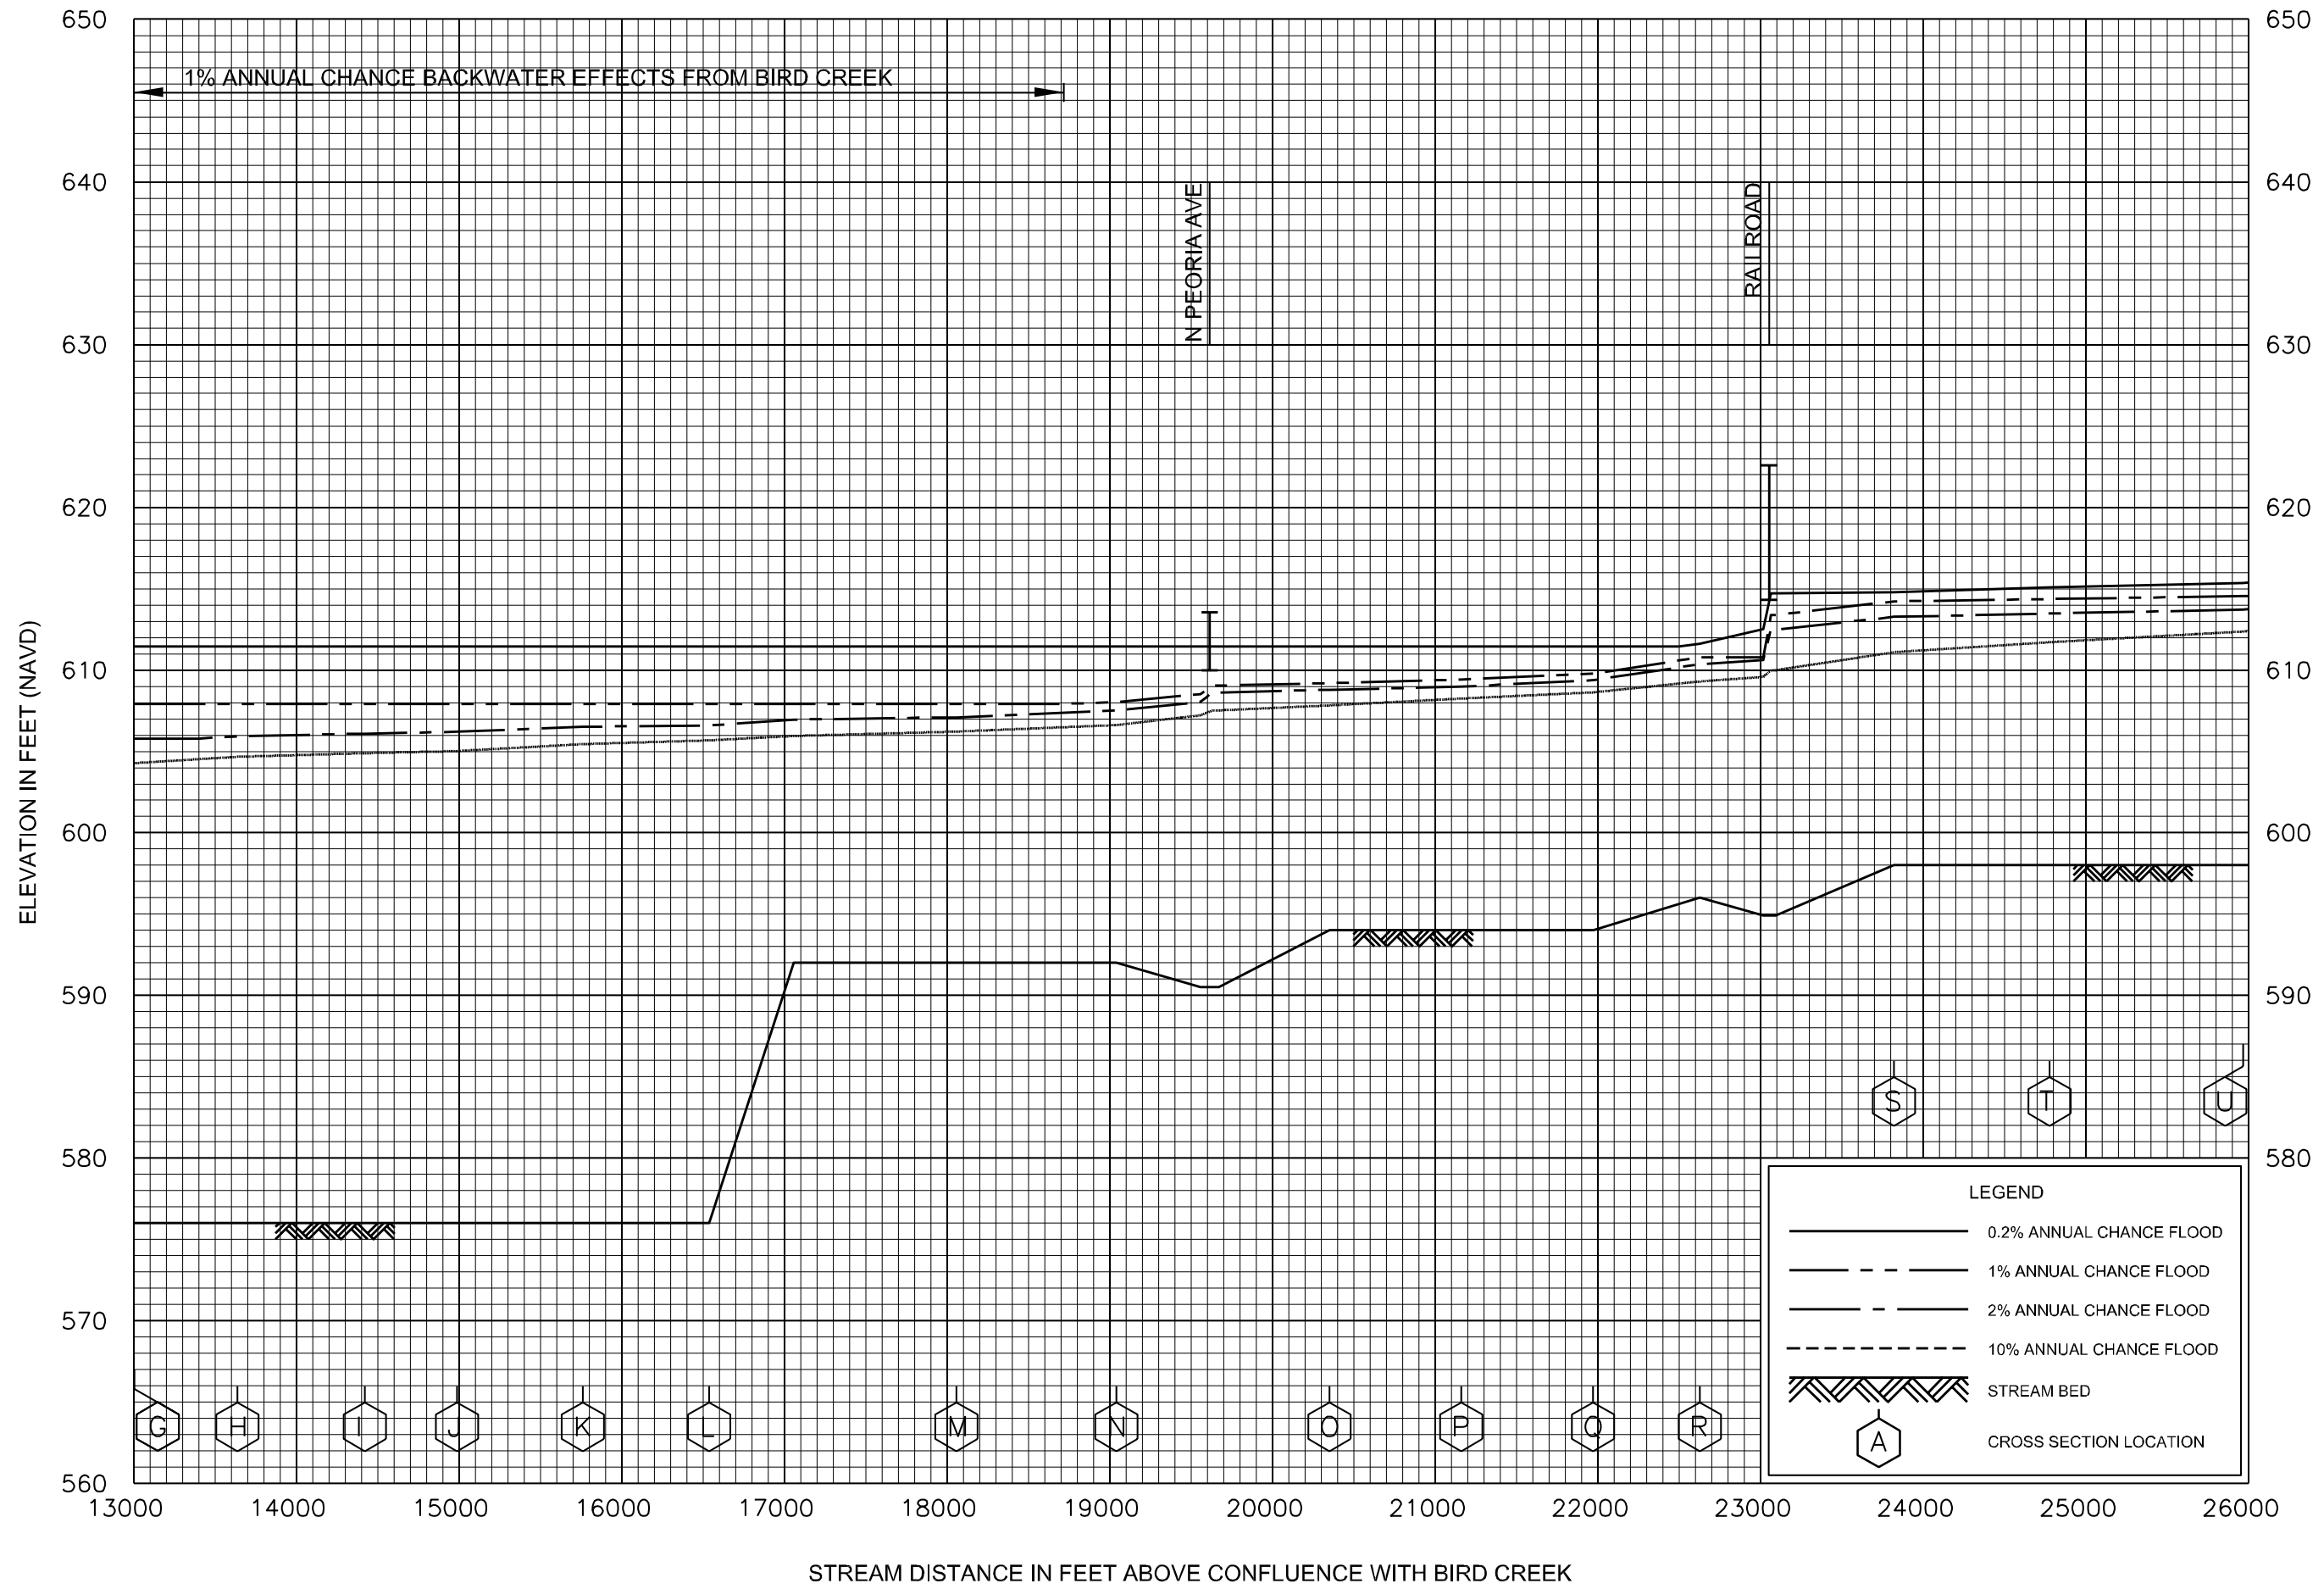 650
650
1% ANNUAL CHANCE BACKWATER EFFECTS FROM BIRD CREEK
640
640
N PEORIA AVE
RAILROAD
630
630
620
620
610
610
ELEVATION IN FEET (NAVD)
600
600
590
590
S
T
U
580
580
LEGEND
0.2% ANNUAL CHANCE FLOOD
1% ANNUAL CHANCE FLOOD
2% ANNUAL CHANCE FLOOD
10% ANNUAL CHANCE FLOOD
STREAM BED
A
CROSS SECTION LOCATION
570
G
H
I
J
K
L
M
N
O
P
Q
R
560
13000
14000
15000
16000
17000
18000
19000
20000
21000
22000
23000
24000
25000
26000
STREAM DISTANCE IN FEET ABOVE CONFLUENCE WITH BIRD CREEK